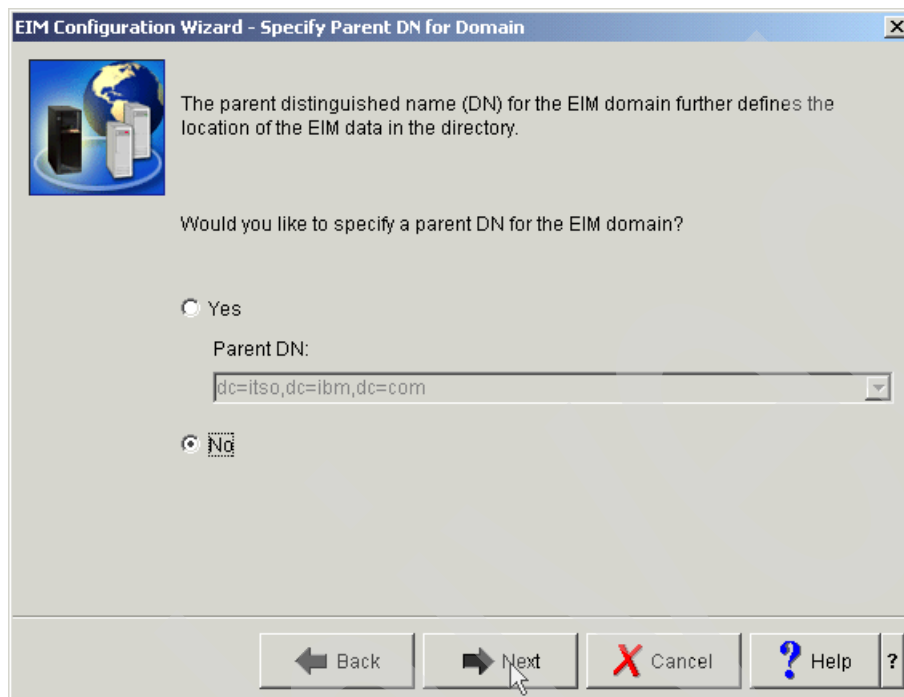 EIM Configuration Wizard - Specify Parent DN for Domain
The parent distinguished name (DN) for the EIM domain further defines the
location of the EIM data in the directory.
Would you like to specify a parent DN for the EIM domain?
Yes
Parent DN:
dc=itso,dc=ibm,dc=com
No
Back
Next
Cancel
? Help
?